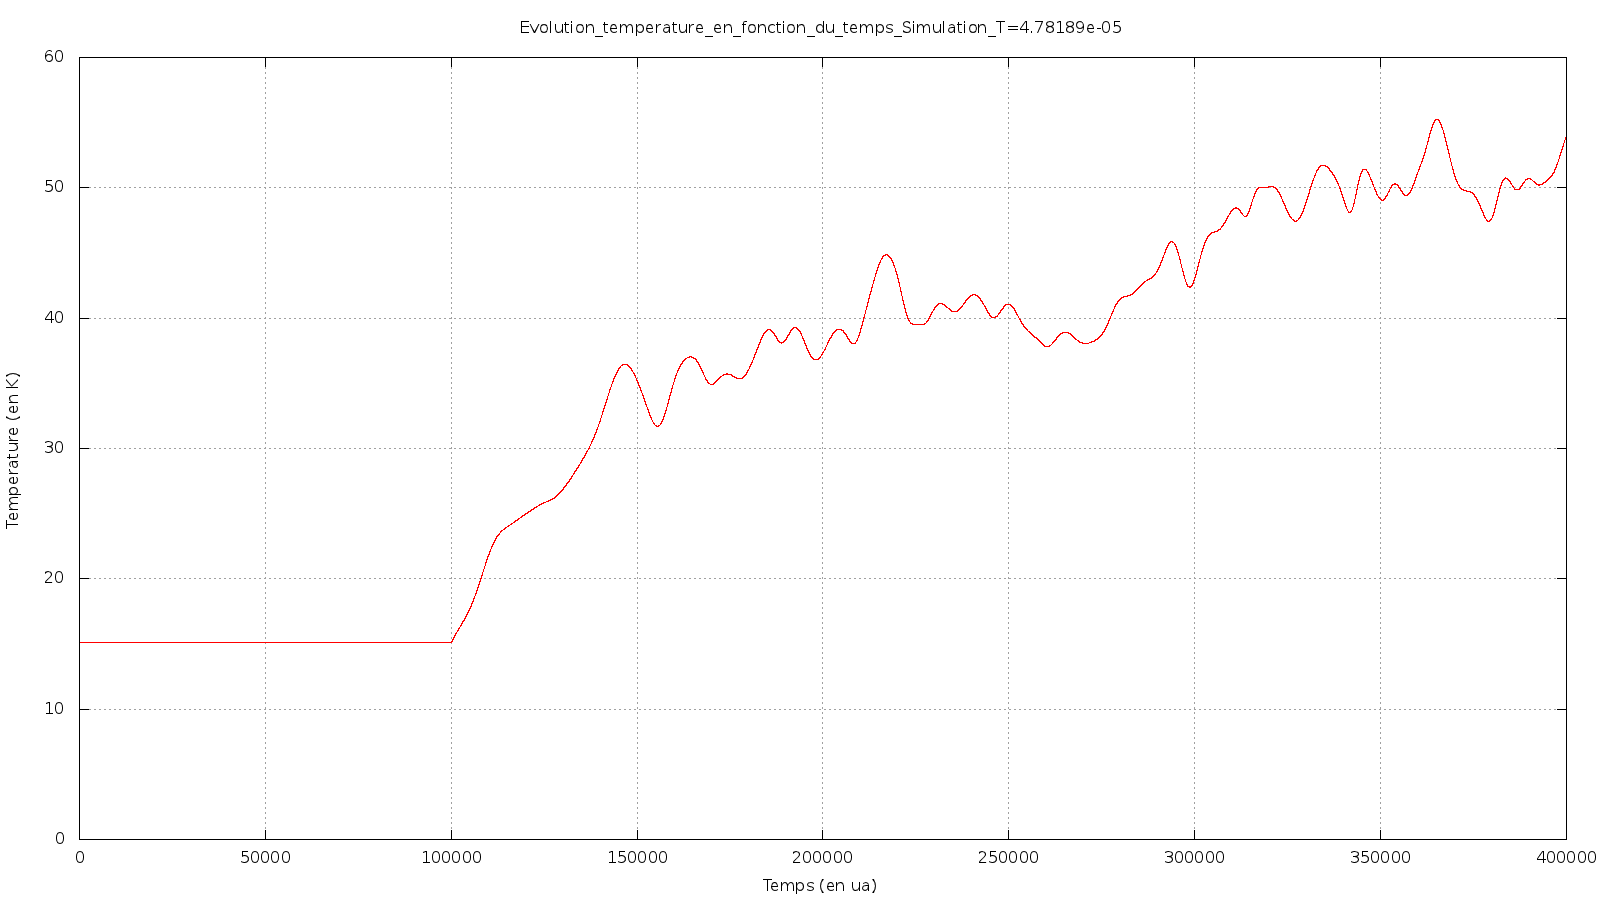 Evolution_temperature_en_fonction_du_temps_Simulation_T=4.78189e-05
60
50
40
30
20
10
0
Temperature (en K)
0 50000 100000 150000 200000 250000 300000 350000 400000
Temps (en ua)